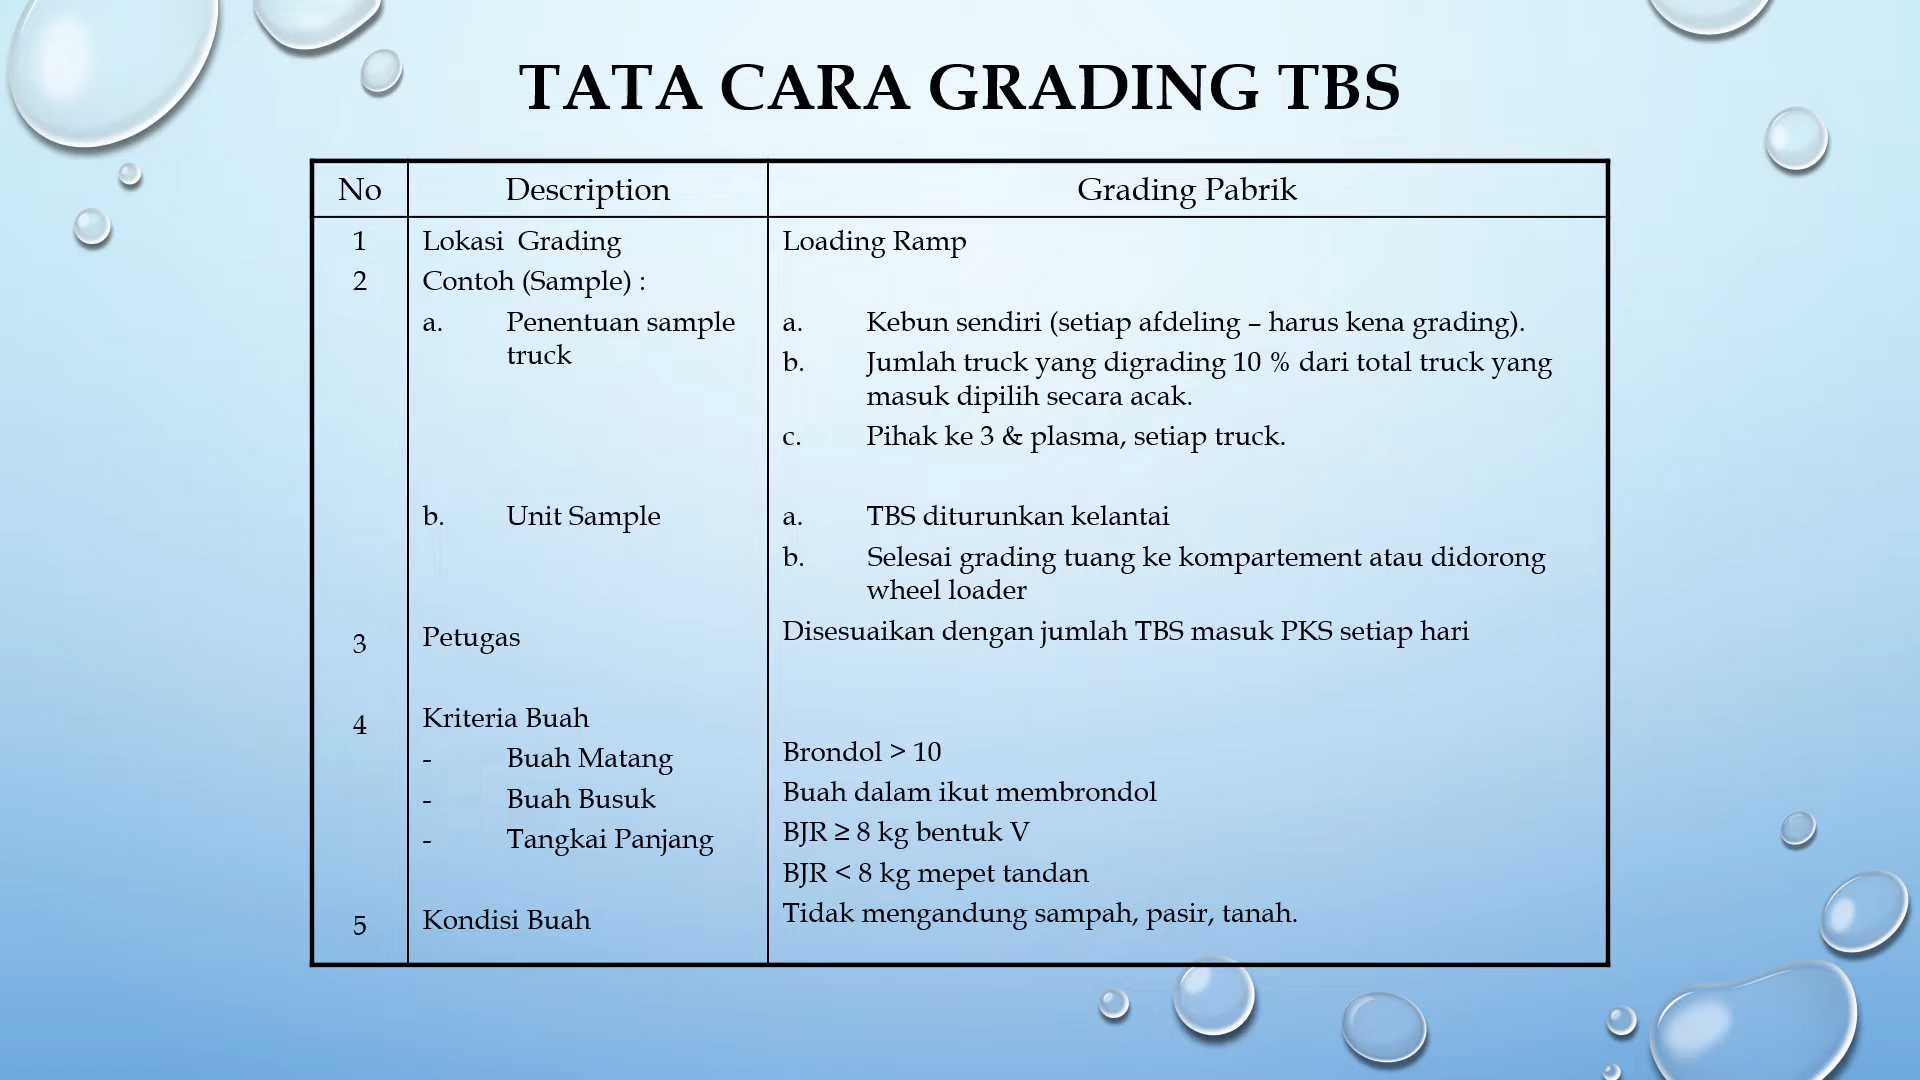 TATA CARA GRADING TBS
No Description Grading Pabrik
1 Lokasi Grading Loading Ramp
2 Contoh (Sample) :
a. Penentuan sample a. Kebun sendiri (setiap afdeling – harus kena grading).
truck
b. Jumlah truck yang digrading 10 % dari total truck yang
masuk dipilih secara acak.
c. Pihak ke 3 & plasma, setiap truck.
b. Unit Sample a. TBS diturunkan kelantai
b. Selesai grading tuang ke kompartement atau didorong
wheel loader
3 Petugas Disesuaikan dengan jumlah TBS masuk PKS setiap hari
4 Kriteria Buah
- Buah Matang Brondol > 10
- Buah Busuk Buah dalam ikut membrondol
- Tangkai Panjang BJR ≥ 8 kg bentuk V
BJR < 8 kg mepet tandan
5 Kondisi Buah Tidak mengandung sampah, pasir, tanah.